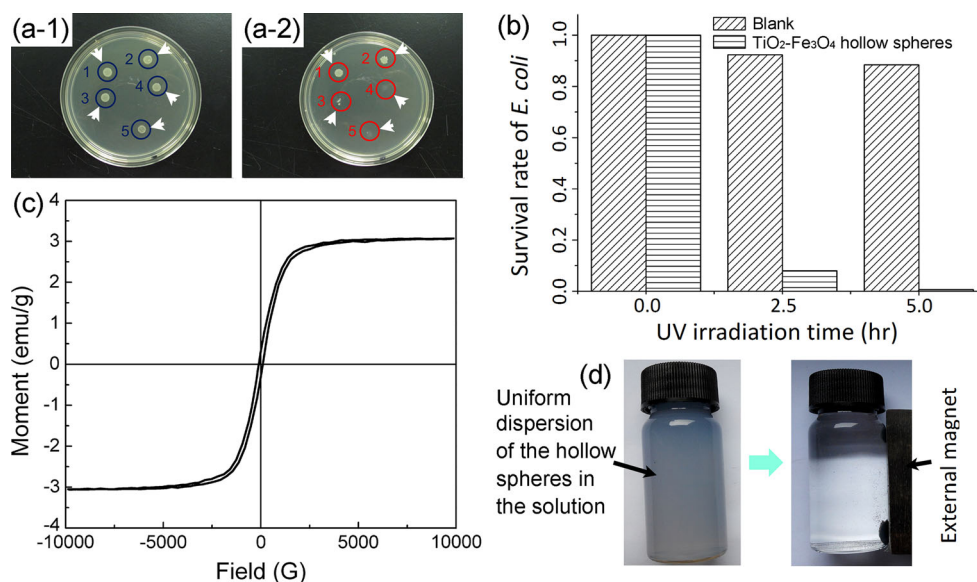 (a-1)
1
2
3
4
5
(a-2)
1
2
3
4
5
(b)
Blank
TiO₂-Fe₃O₄ hollow spheres
Survival rate of E. coli
1.0
0.8
0.6
0.4
0.2
0.0
0.0 2.5 5.0
UV irradiation time (hr)
(c)
Moment (emu/g)
4
3
2
1
0
-1
-2
-3
-4
-10000 -5000 0 5000 10000
Field (G)
(d)
Uniform
dispersion
of the hollow
spheres in
the solution
External magnet